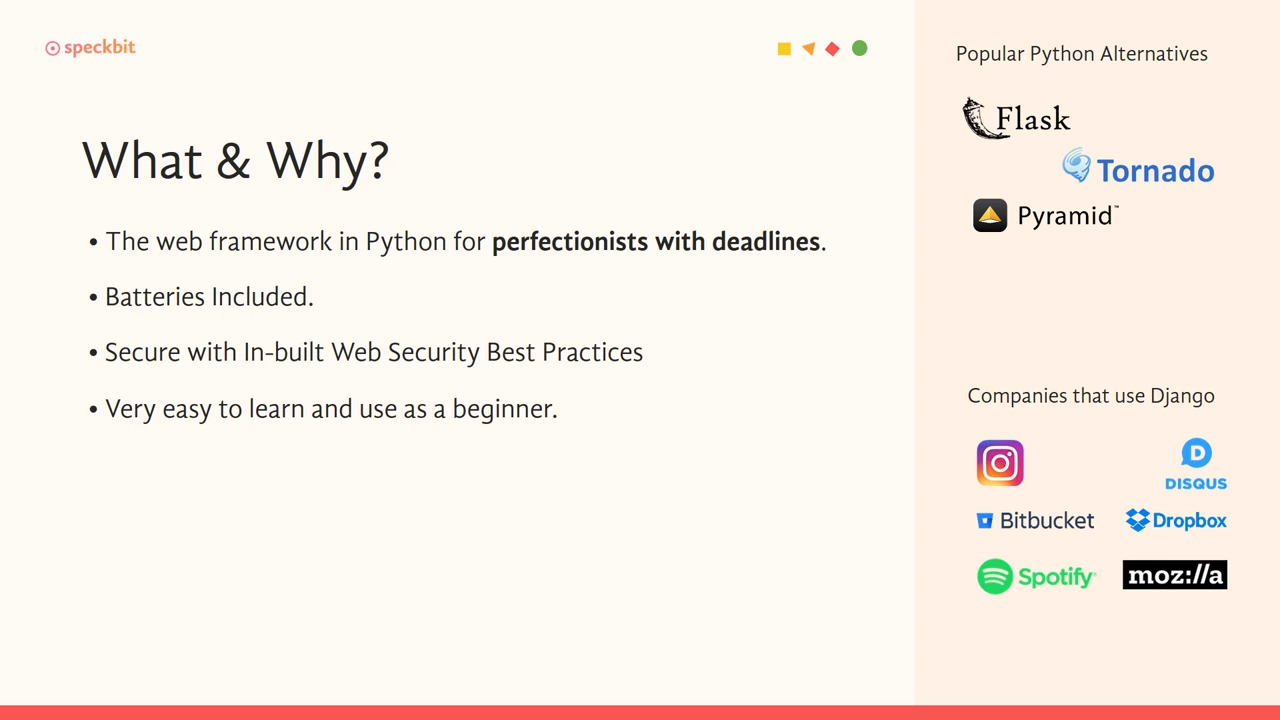 speckbit
What & Why?
• The web framework in Python for perfectionists with deadlines.
• Batteries Included.
• Secure with In-built Web Security Best Practices
• Very easy to learn and use as a beginner.
Popular Python Alternatives
Flask
Tornado
Pyramid™
Companies that use Django
DISQUS
Bitbucket
Dropbox
Spotify®
moz://a